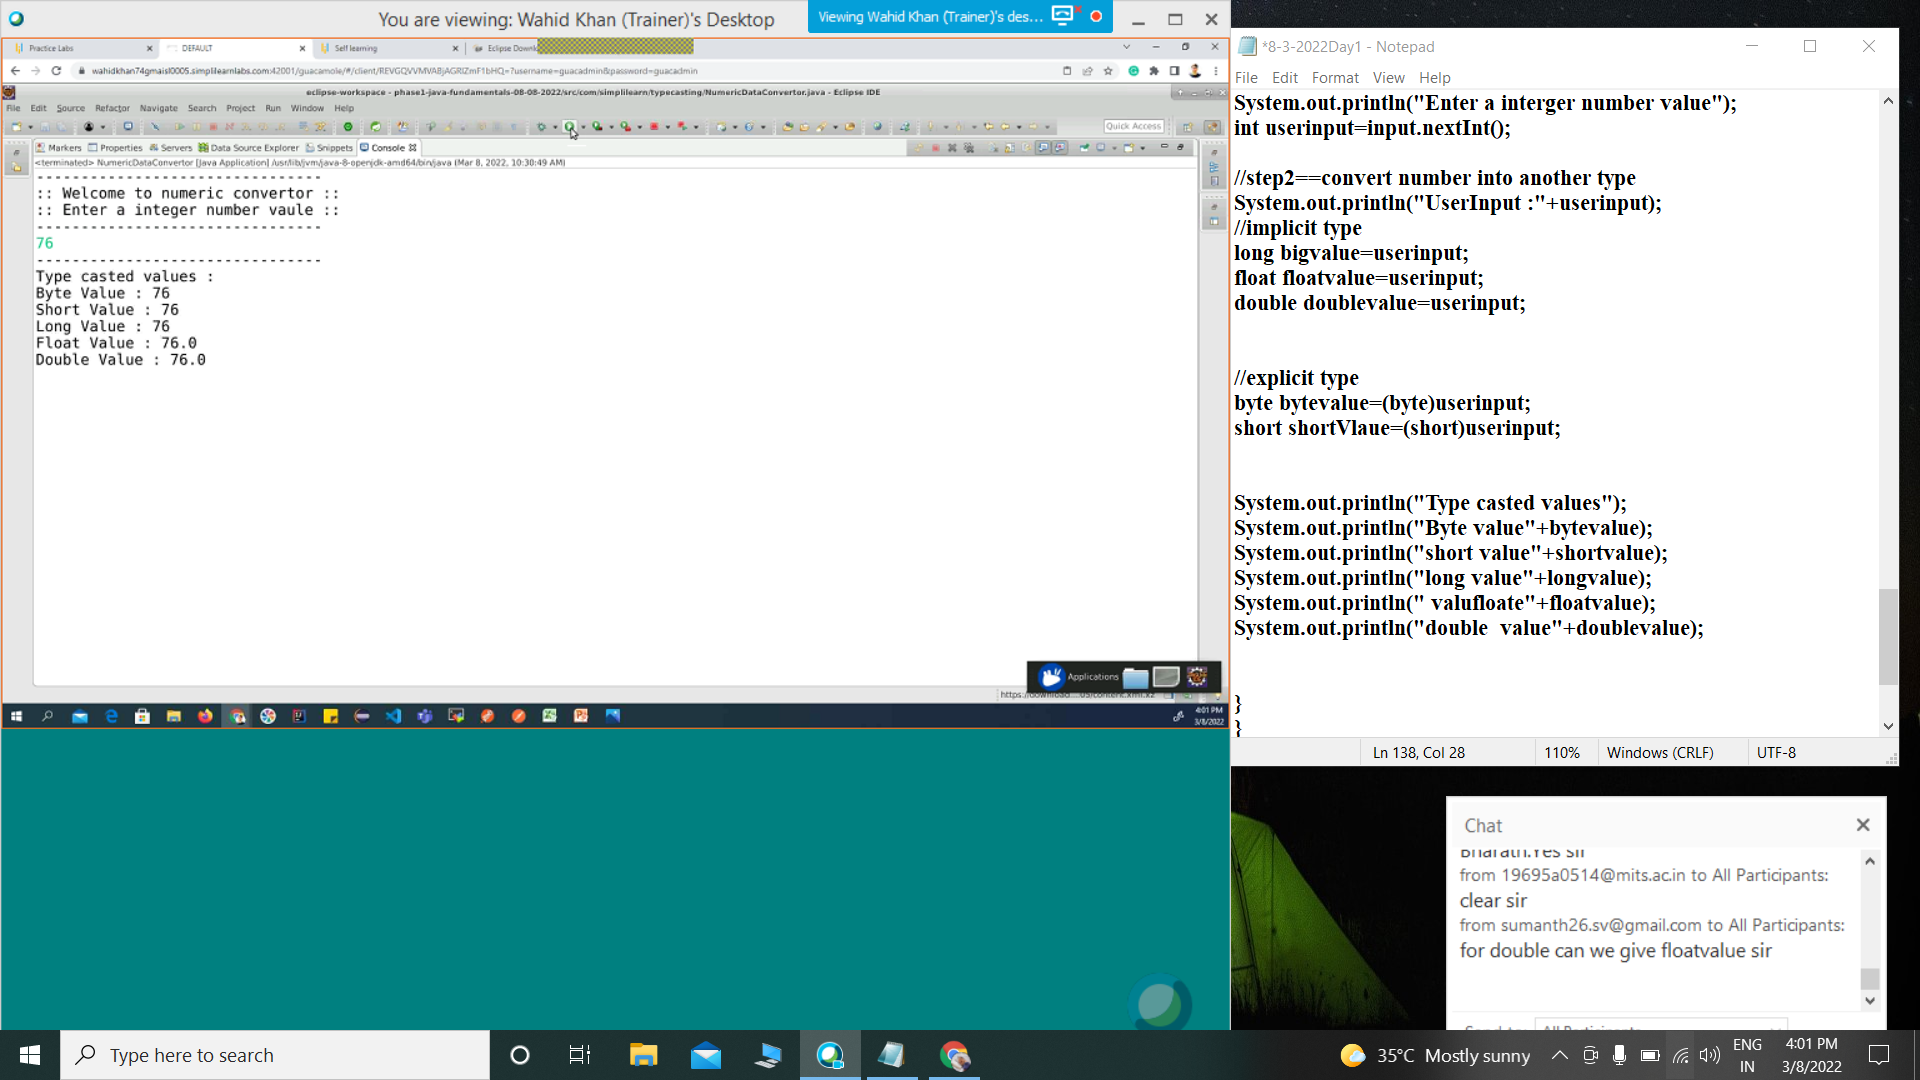 You are viewing: Wahid Khan (Trainer)'s Desktop
Viewing Wahid Khan (Trainer)'s des...
Practice Labs
DEFAULT
Self learning
Eclipse Downl
wahidkhan74gmaisl0005.simplilearnlabs.com:42001/guacamole/#/client/REVGQVVMVABjAGRlZmF1bHQ=?username=guacadmin&password=guacadmin
eclipse-workspace - phase1-java-fundamentals-08-08-2022/src/com/simplilearn/typecasting/NumericDataConvertor.java - Eclipse IDE
File Edit Source Refactor Navigate Search Project Run Window Help
Quick Access
Markers Properties Servers Data Source Explorer Snippets Console
<terminated> NumericDataConvertor [Java Application] /usr/lib/jvm/java-8-openjdk-amd64/bin/java (Mar 8, 2022, 10:30:49 AM)
--------------------------------
:: Welcome to numeric convertor ::
:: Enter a integer number vaule ::
--------------------------------
76
--------------------------------
Type casted values :
Byte Value : 76
Short Value : 76
Long Value : 76
Float Value : 76.0
Double Value : 76.0
Applications
4:01 PM
3/8/2022
*8-3-2022Day1 - Notepad
File Edit Format View Help
System.out.println("Enter a interger number value");
int userinput=input.nextInt();
//step2==convert number into another type
System.out.println("UserInput :"+userinput);
//implicit type
long bigvalue=userinput;
float floatvalue=userinput;
double doublevalue=userinput;
//explicit type
byte bytevalue=(byte)userinput;
short shortVlaue=(short)userinput;
System.out.println("Type casted values");
System.out.println("Byte value"+bytevalue);
System.out.println("short value"+shortvalue);
System.out.println("long value"+longvalue);
System.out.println(" valufloate"+floatvalue);
System.out.println("double  value"+doublevalue);
}
}
Ln 138, Col 28
110%
Windows (CRLF)
UTF-8
Chat
Bharath:Yes sir
from 19695a0514@mits.ac.in to All Participants:
clear sir
from sumanth26.sv@gmail.com to All Participants:
for double can we give floatvalue sir
Type here to search
35°C Mostly sunny
ENG
IN
4:01 PM
3/8/2022